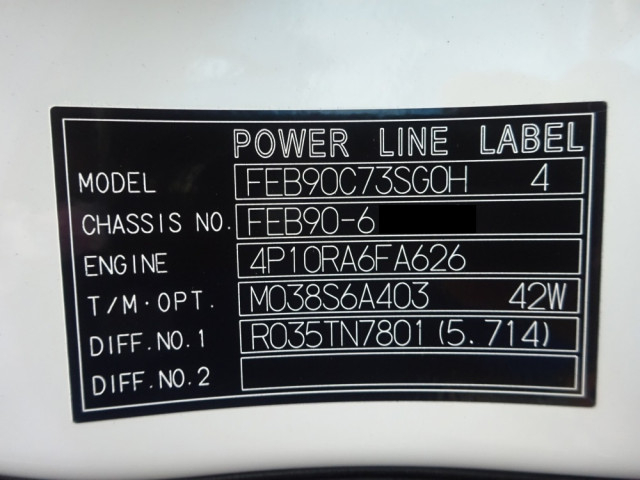 POWER LINE LABEL
MODEL FEB90C73SG0H 4
CHASSIS NO. FEB90-6
ENGINE 4P10RA6FA626
T/M·OPT. M038S6A403 42W
DIFF.NO.1 R035TN7801(5.714)
DIFF.NO.2